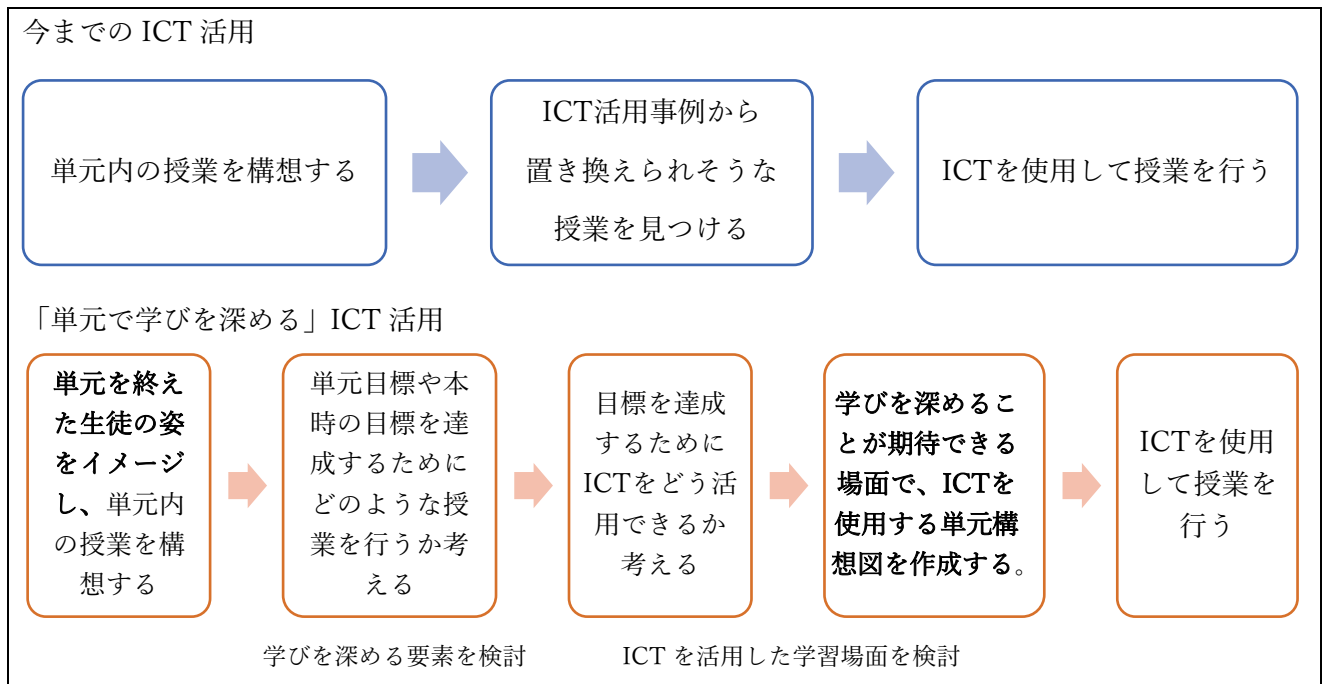 今までの ICT 活用
単元内の授業を構想する
ICT活用事例から
置き換えられそうな
授業を見つける
ICTを使用して授業を行う
「単元で学びを深める」ICT 活用
単元を終え
た生徒の姿
をイメージ
し、単元内
の授業を構
想する
単元目標や本
時の目標を達
成するために
どのような授
業を行うか考
える
目標を達成
するために
ICTをどう活
用できるか
考える
学びを深めるこ
とが期待できる
場面で、ICTを
使用する単元構
想図を作成する。
ICTを使用
して授業を
行う
学びを深める要素を検討
ICT を活用した学習場面を検討